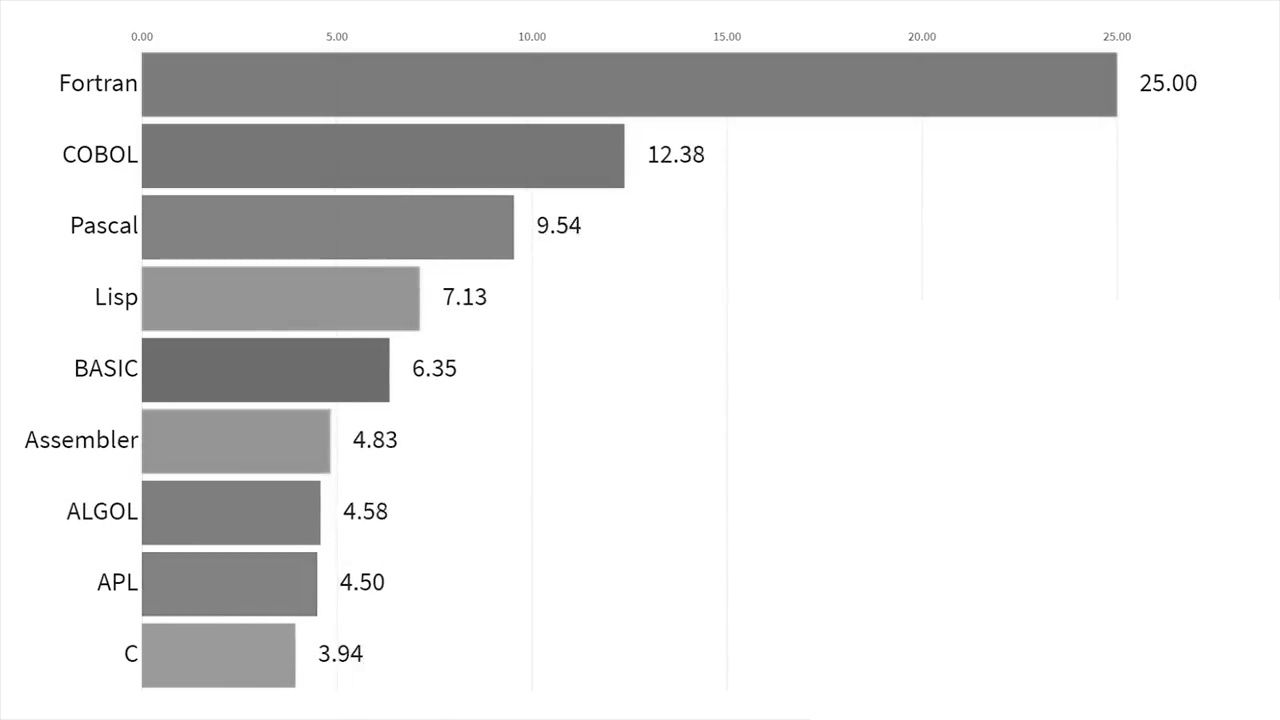 0.00 5.00 10.00 15.00 20.00 25.00
Fortran 25.00
COBOL 12.38
Pascal 9.54
Lisp 7.13
BASIC 6.35
Assembler 4.83
ALGOL 4.58
APL 4.50
C 3.94